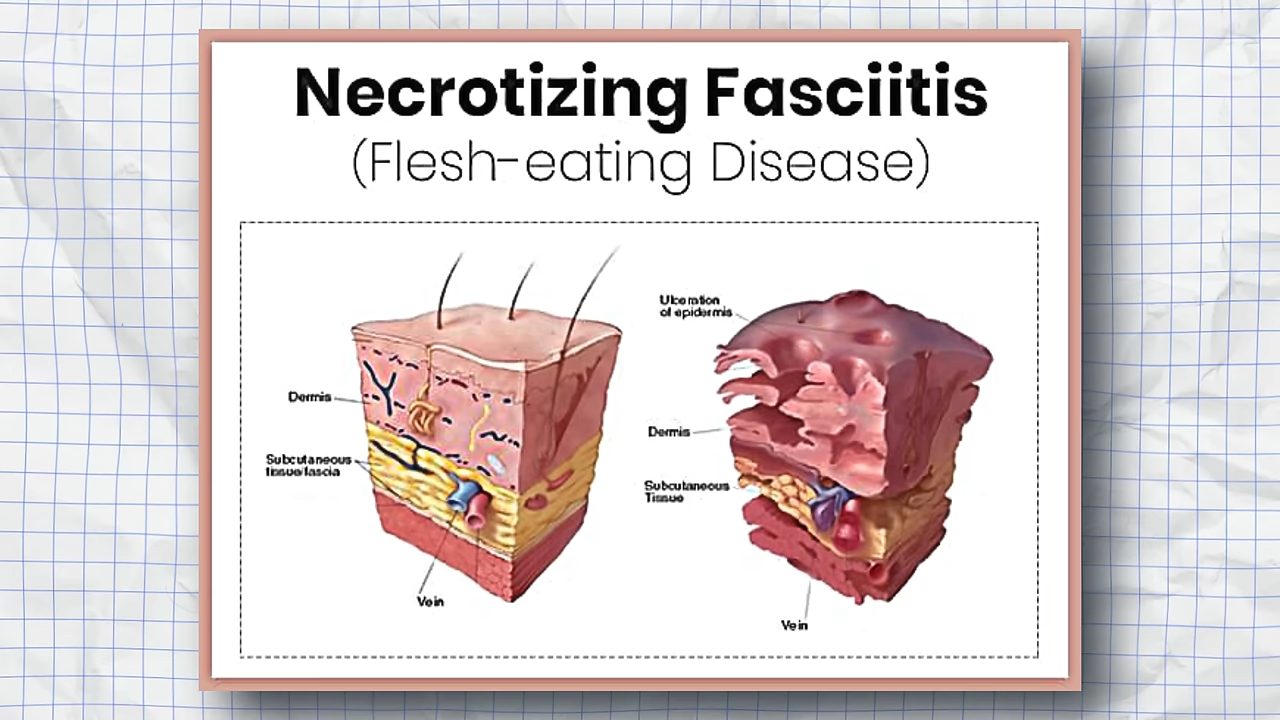 Necrotizing Fasciitis
(Flesh-eating Disease)
Dermis
Subcutaneous
tissue/fascia
Vein
Ulceration
of epidermis
Dermis
Subcutaneous
Tissue
Vein